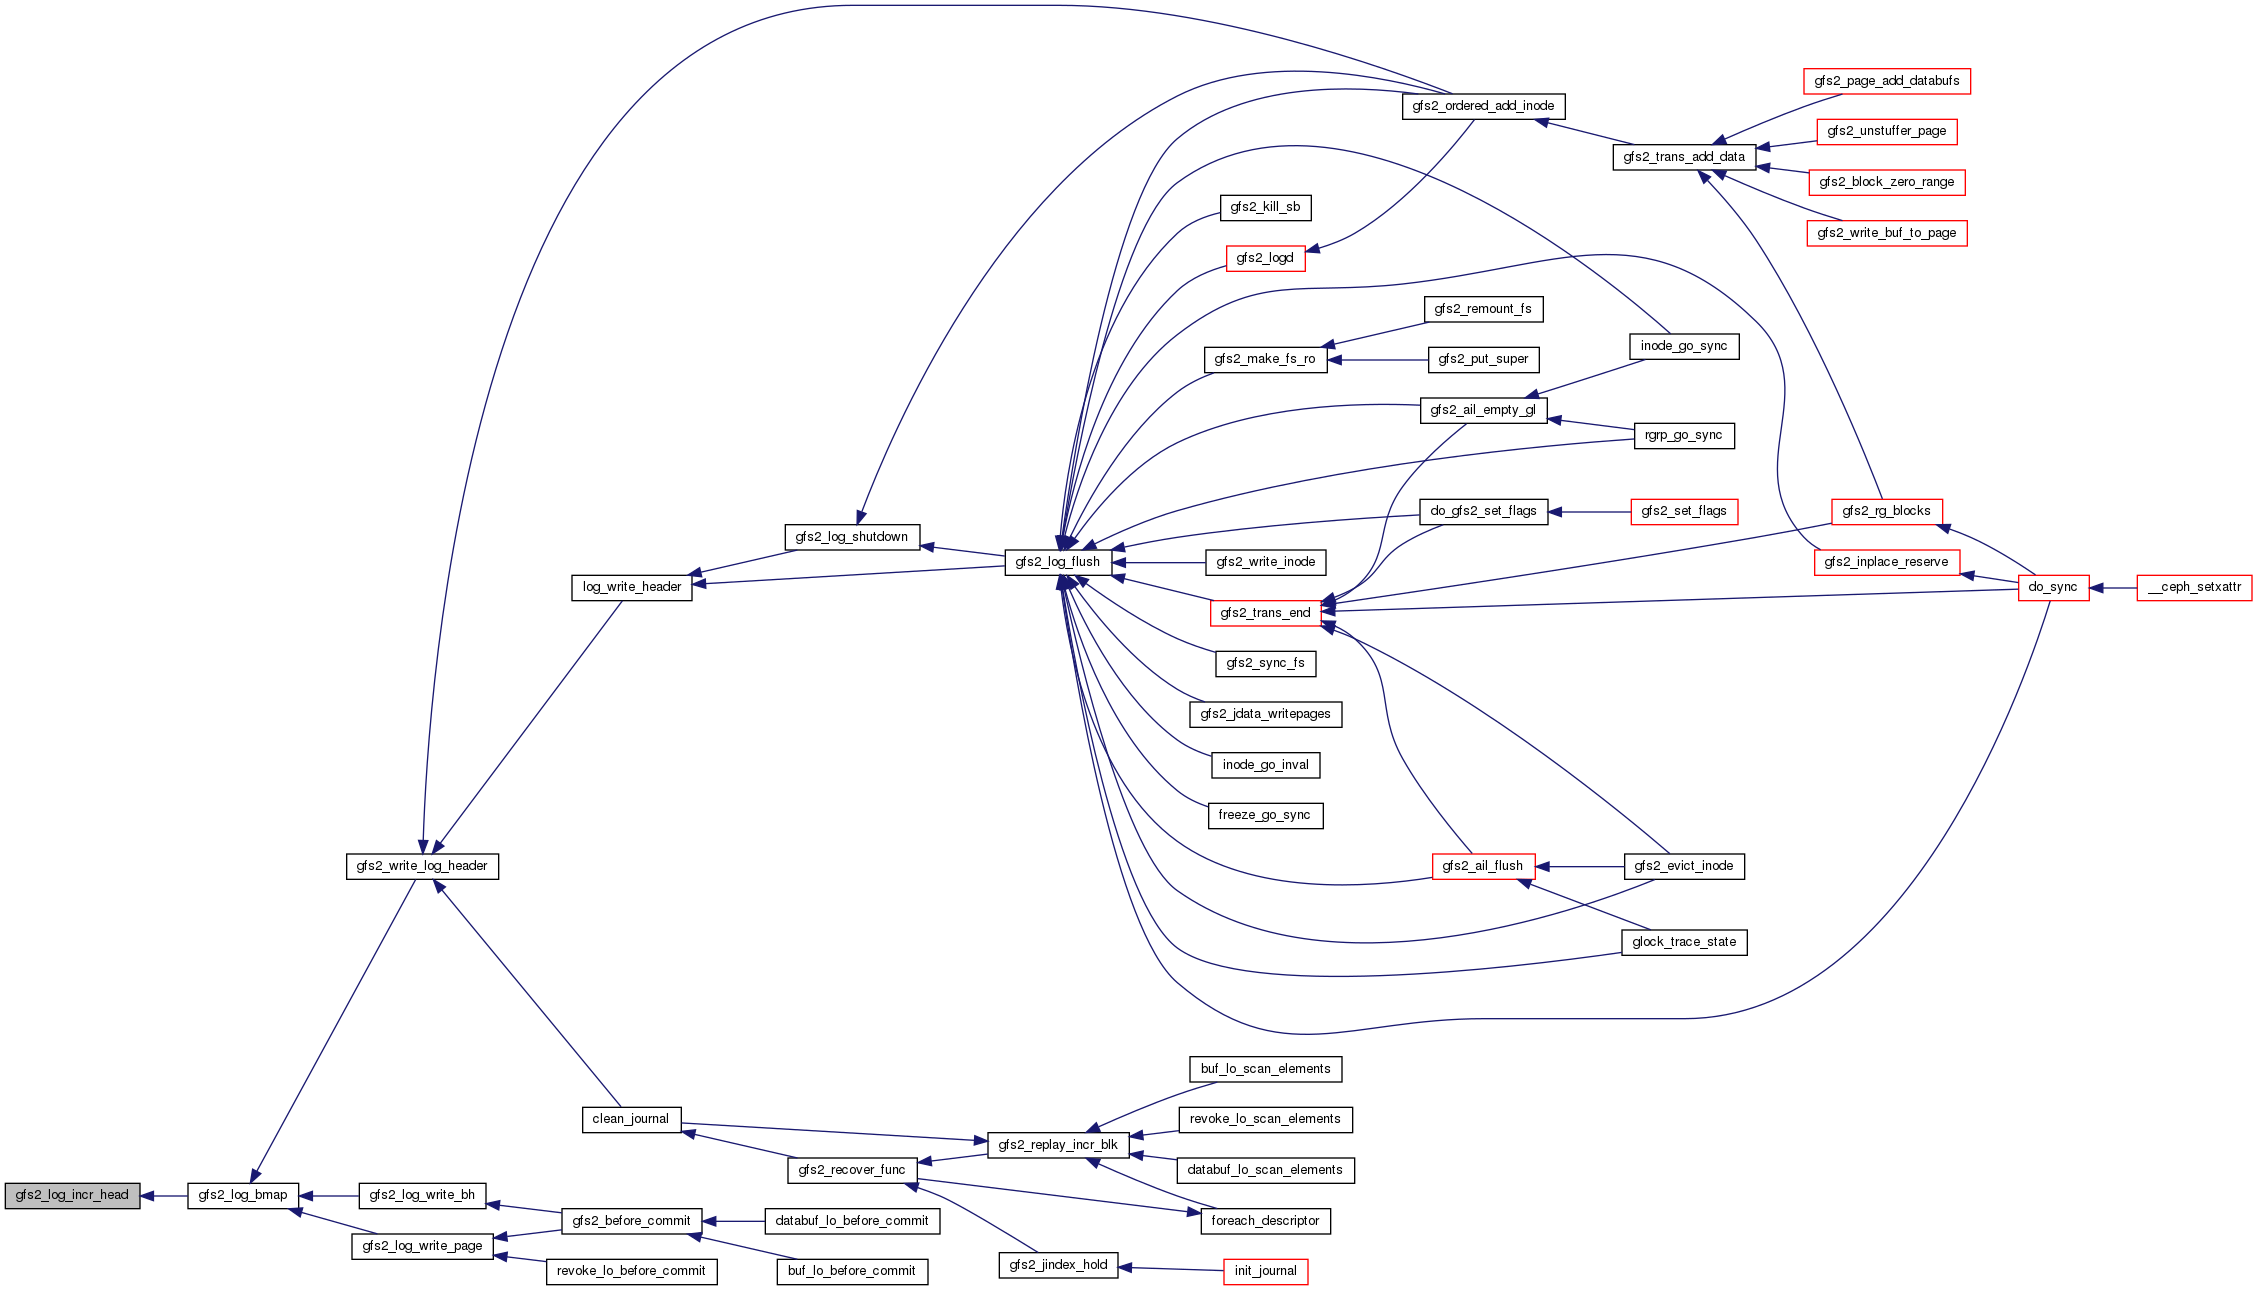 gfs2_page_add_databufs
gfs2_ordered_add_inode
gfs2_unstuffer_page
gfs2_trans_add_data
gfs2_block_zero_range
gfs2_kill_sb
gfs2_write_buf_to_page
gfs2_logd
gfs2_remount_fs
inode_go_sync
gfs2_make_fs_ro
gfs2_put_super
gfs2_ail_empty_gl
rgrp_go_sync
do_gfs2_set_flags
gfs2_set_flags
gfs2_rg_blocks
gfs2_log_shutdown
gfs2_log_flush
gfs2_write_inode
gfs2_inplace_reserve
log_write_header
do_sync
__ceph_setxattr
gfs2_trans_end
gfs2_sync_fs
gfs2_jdata_writepages
inode_go_inval
freeze_go_sync
gfs2_write_log_header
gfs2_ail_flush
gfs2_evict_inode
glock_trace_state
buf_lo_scan_elements
clean_journal
revoke_lo_scan_elements
gfs2_replay_incr_blk
gfs2_recover_func
databuf_lo_scan_elements
gfs2_log_incr_head
gfs2_log_bmap
gfs2_log_write_bh
gfs2_before_commit
databuf_lo_before_commit
foreach_descriptor
gfs2_log_write_page
revoke_lo_before_commit
buf_lo_before_commit
gfs2_jindex_hold
init_journal